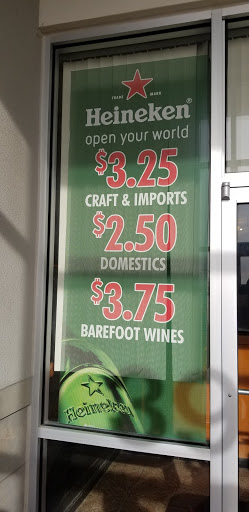 TRADE MARK
Heineken®
open your world
$3.25
CRAFT & IMPORTS
$2.50
DOMESTICS
$3.75
BAREFOOT WINES
Heineken